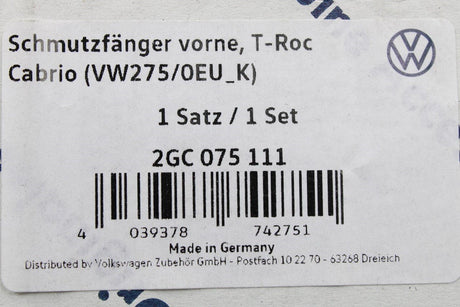 Schmutzfänger vorne, T-Roc
Cabrio (VW275/0EU_K)
1 Satz / 1 Set
2GC 075 111
4 039378 742751
Made in Germany
Distributed by Volkswagen Zubehör GmbH - Postfach 10 22 70 - 63268 Dreieich